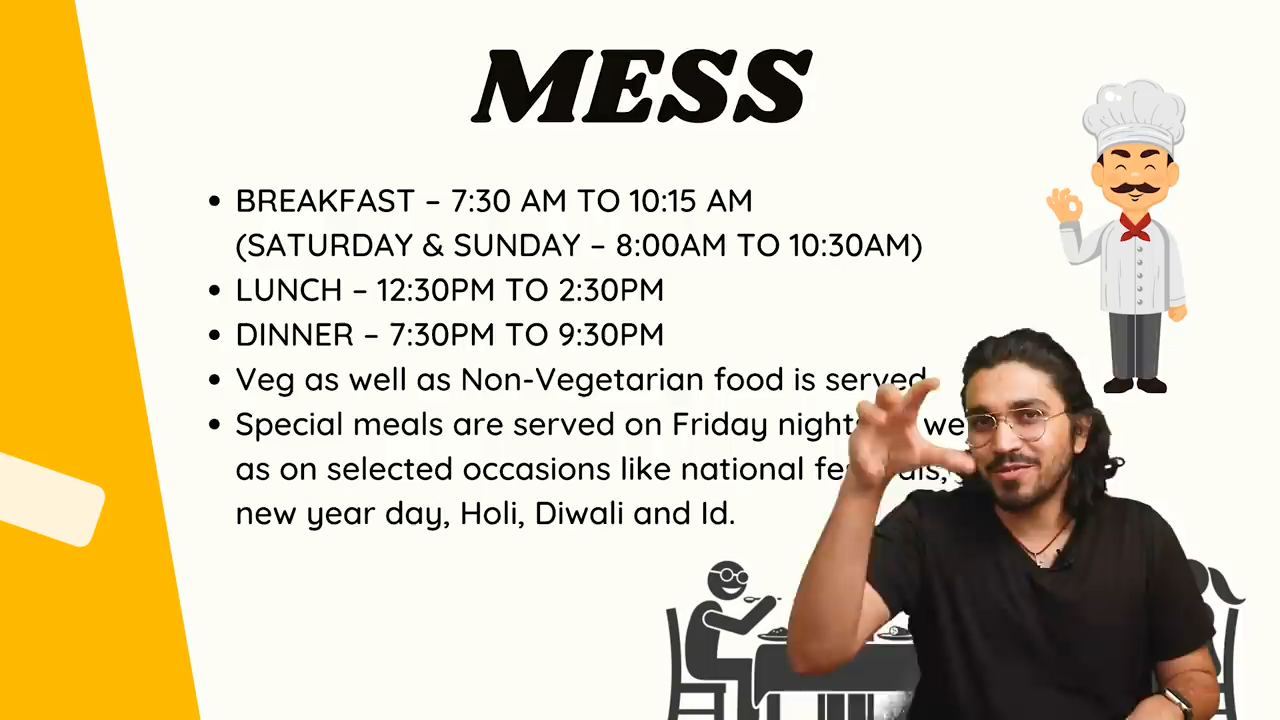 MESS
• BREAKFAST – 7:30 AM TO 10:15 AM
(SATURDAY & SUNDAY – 8:00AM TO 10:30AM)
• LUNCH – 12:30PM TO 2:30PM
• DINNER – 7:30PM TO 9:30PM
• Veg as well as Non-Vegetarian food is served
• Special meals are served on Friday nights
as on selected occasions like national
new year day, Holi, Diwali and Id.